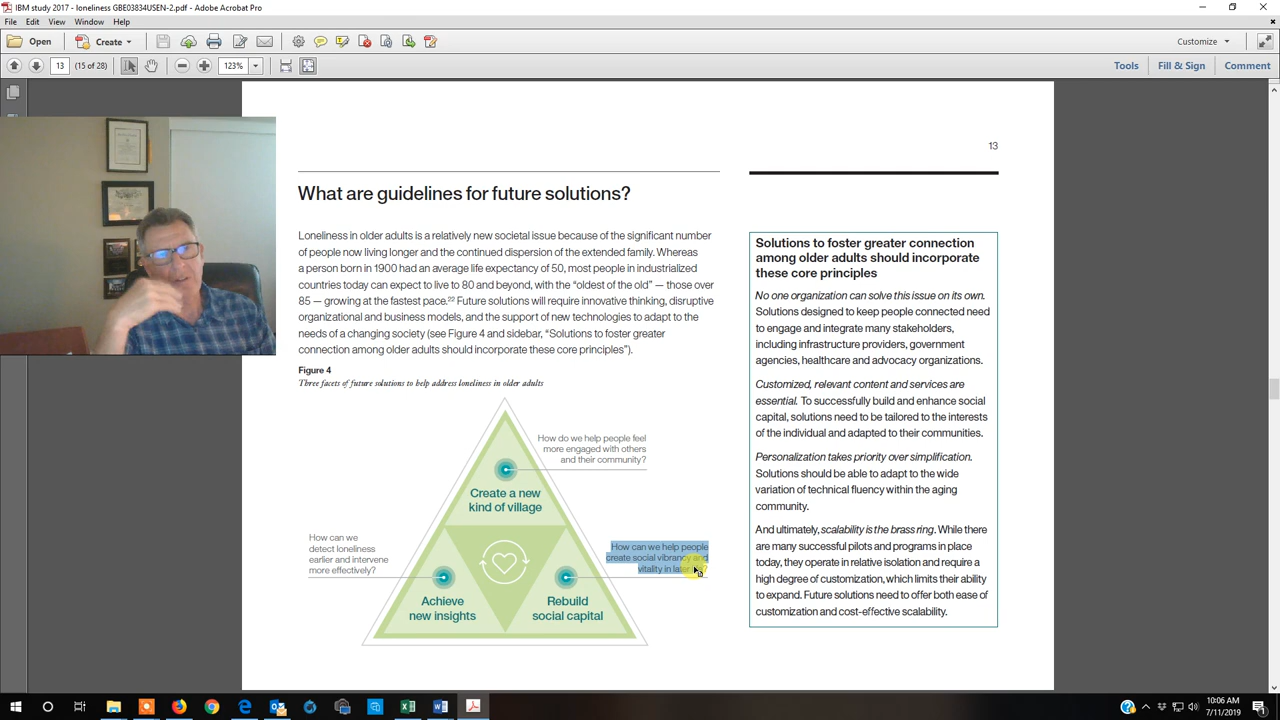 IBM study 2017 - loneliness GBE03834USEN-2.pdf - Adobe Acrobat Pro
File Edit View Window Help
Open
Create
Customize
13
(15 of 28)
123%
Tools
Fill & Sign
Comment
13
What are guidelines for future solutions?
Loneliness in older adults is a relatively new societal issue because of the significant number
of people now living longer and the continued dispersion of the extended family. Whereas
a person born in 1900 had an average life expectancy of 50, most people in industrialized
countries today can expect to live to 80 and beyond, with the “oldest of the old” — those over
85 — growing at the fastest pace.22 Future solutions will require innovative thinking, disruptive
organizational and business models, and the support of new technologies to adapt to the
needs of a changing society (see Figure 4 and sidebar, “Solutions to foster greater
connection among older adults should incorporate these core principles”).
Figure 4
Three facets of future solutions to help address loneliness in older adults
How do we help people feel
more engaged with others
and their community?
Create a new
kind of village
How can we
detect loneliness
earlier and intervene
more effectively?
How can we help people
create social vibrancy and
vitality in
Achieve
new insights
Rebuild
social capital
Solutions to foster greater connection
among older adults should incorporate
these core principles
No one organization can solve this issue on its own.
Solutions designed to keep people connected need
to engage and integrate many stakeholders,
including infrastructure providers, government
agencies, healthcare and advocacy organizations.
Customized, relevant content and services are
essential. To successfully build and enhance social
capital, solutions need to be tailored to the interests
of the individual and adapted to their communities.
Personalization takes priority over simplification.
Solutions should be able to adapt to the wide
variation of technical fluency within the aging
community.
And ultimately, scalability is the brass ring. While there
are many successful pilots and programs in place
today, they operate in relative isolation and require a
high degree of customization, which limits their ability
to expand. Future solutions need to offer both ease of
customization and cost-effective scalability.
10:06 AM
7/11/2019